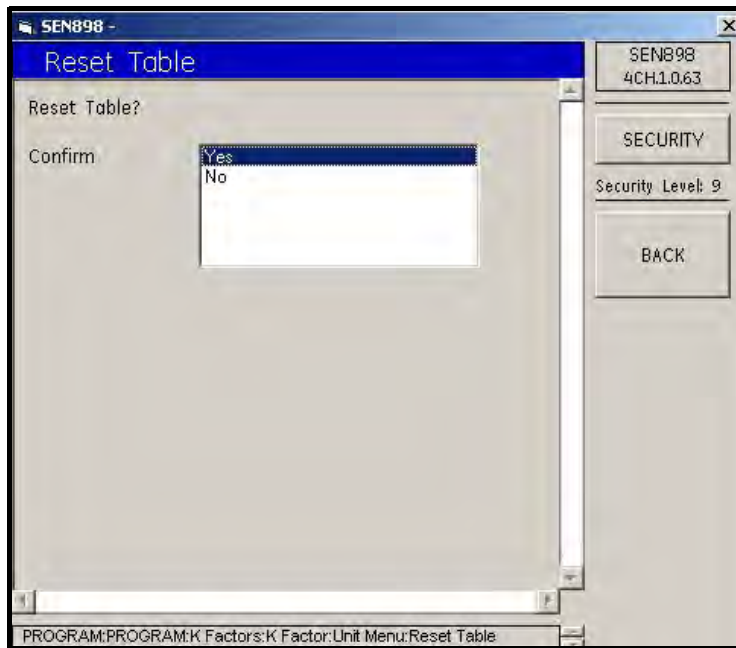 SEN898 -
Reset Table
SEN898
4CH.1.0.63
Reset Table?
SECURITY
Confirm
Yes
No
Security Level: 9
BACK
PROGRAM:PROGRAM:K Factors:K Factor:Unit Menu:Reset Table